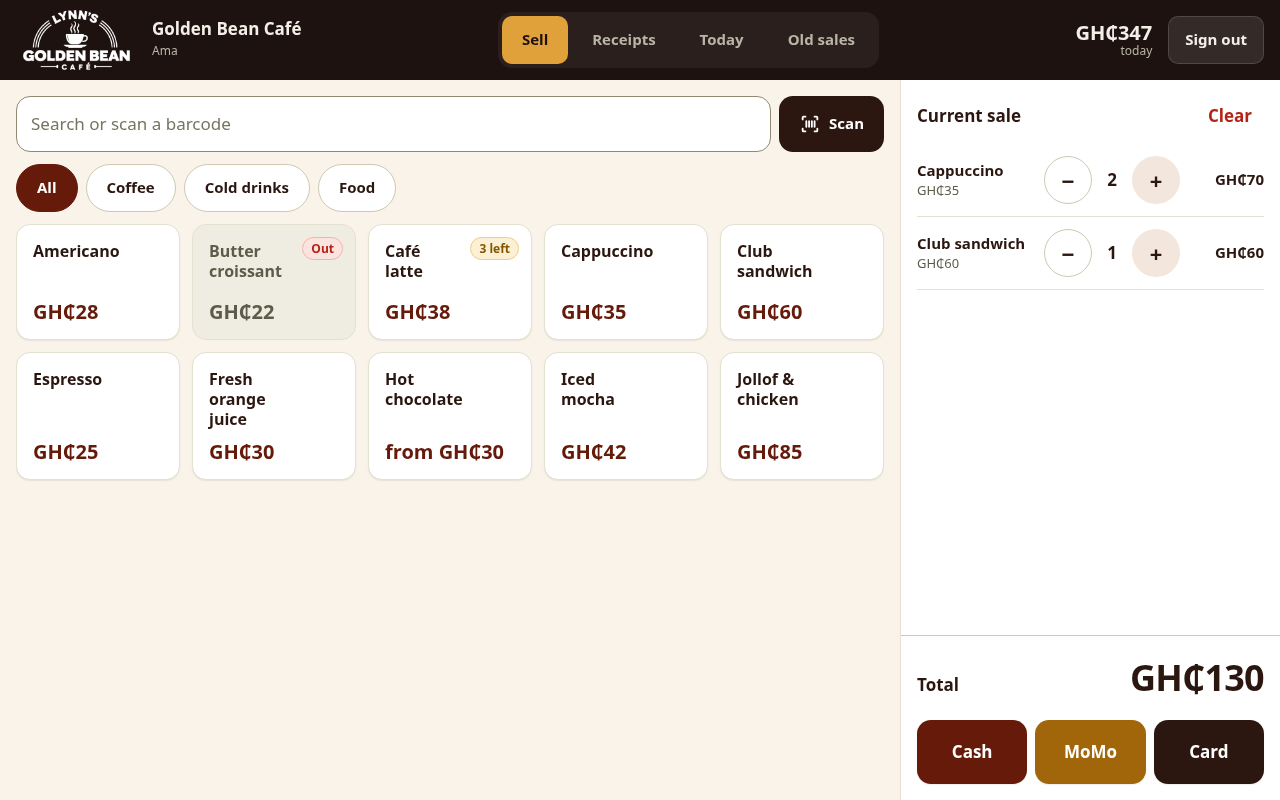 LYNN'S
GOLDEN BEAN
CAFÉ
Golden Bean Café
Ama
Sell
Receipts
Today
Old sales
GH₵347
today
Sign out
Search or scan a barcode
Scan
All
Coffee
Cold drinks
Food
Americano
GH₵28
Butter
croissant
Out
GH₵22
Café
latte
3 left
GH₵38
Cappuccino
GH₵35
Club
sandwich
GH₵60
Espresso
GH₵25
Fresh
orange
juice
GH₵30
Hot
chocolate
from GH₵30
Iced
mocha
GH₵42
Jollof &
chicken
GH₵85
Current sale
Clear
Cappuccino
GH₵35
− 2 +
GH₵70
Club sandwich
GH₵60
− 1 +
GH₵60
Total
GH₵130
Cash
MoMo
Card